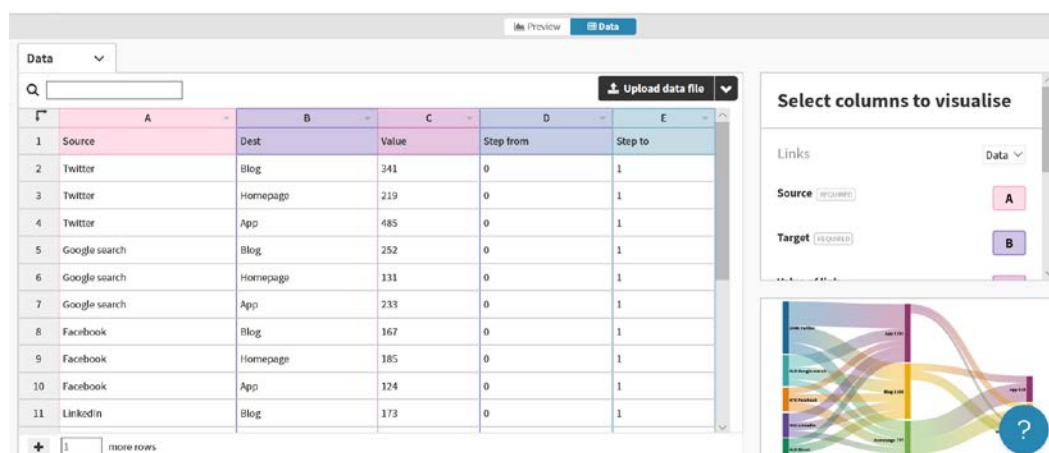 Preview Data
Data
Upload data file
A B C D E
1 Source Dest Value Step from Step to
2 Twitter Blog 341 0 1
3 Twitter Homepage 219 0 1
4 Twitter App 485 0 1
5 Google search Blog 252 0 1
6 Google search Homepage 131 0 1
7 Google search App 233 0 1
8 Facebook Blog 167 0 1
9 Facebook Homepage 185 0 1
10 Facebook App 124 0 1
11 LinkedIn Blog 173 0 1
+ 1 more rows
Select columns to visualise
Links Data
Source REQUIRED A
Target REQUIRED B
?